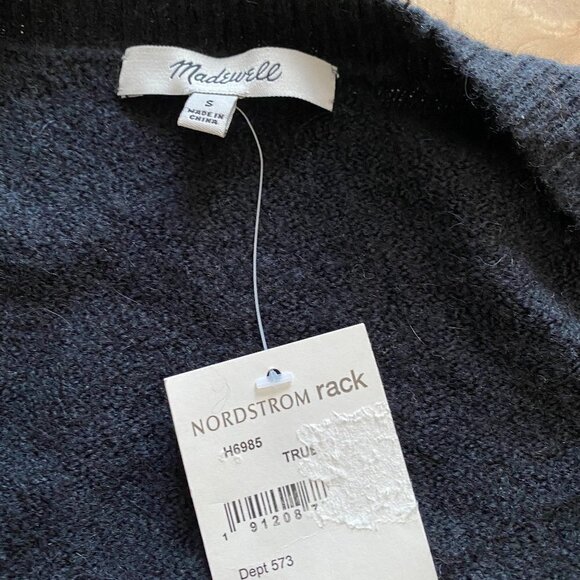 Madewell
S
MADE IN
CHINA
NORDSTROM rack
H6985 TRUE
1 91208
Dept 573